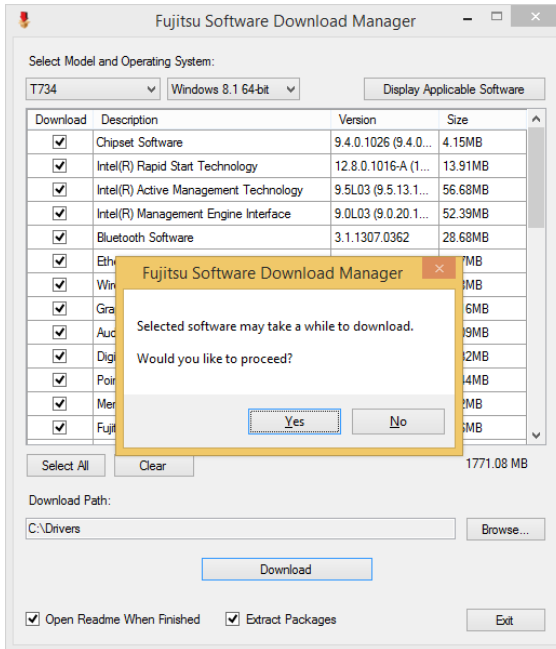 Fujitsu Software Download Manager
Select Model and Operating System:
T734 Windows 8.1 64-bit Display Applicable Software
Download Description Version Size
Chipset Software 9.4.0.1026 (9.4.0... 4.15MB
Intel(R) Rapid Start Technology 12.8.0.1016-A (1... 13.91MB
Intel(R) Active Management Technology 9.5L03 (9.5.13.1... 56.68MB
Intel(R) Management Engine Interface 9.0L03 (9.0.20.1... 52.39MB
Bluetooth Software 3.1.1307.0362 28.68MB
Fujitsu Software Download Manager
Selected software may take a while to download.
Would you like to proceed?
Yes No
Select All Clear 1771.08 MB
Download Path:
C:\Drivers Browse...
Download
Open Readme When Finished Extract Packages Exit